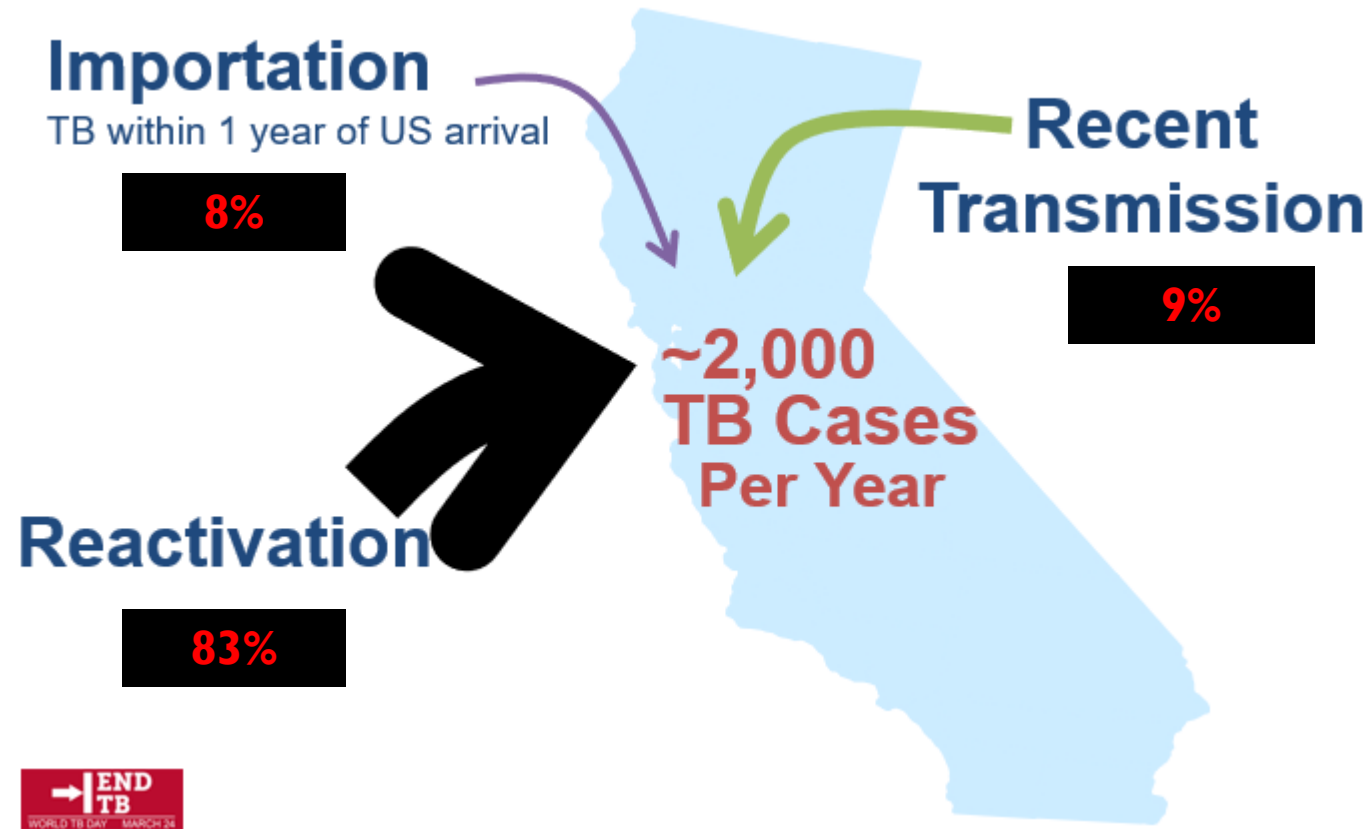 Importation
TB within 1 year of US arrival
8%
Recent
Transmission
9%
~2,000
TB Cases
Per Year
Reactivation
83%
END
TB
WORLD TB DAY MARCH 24